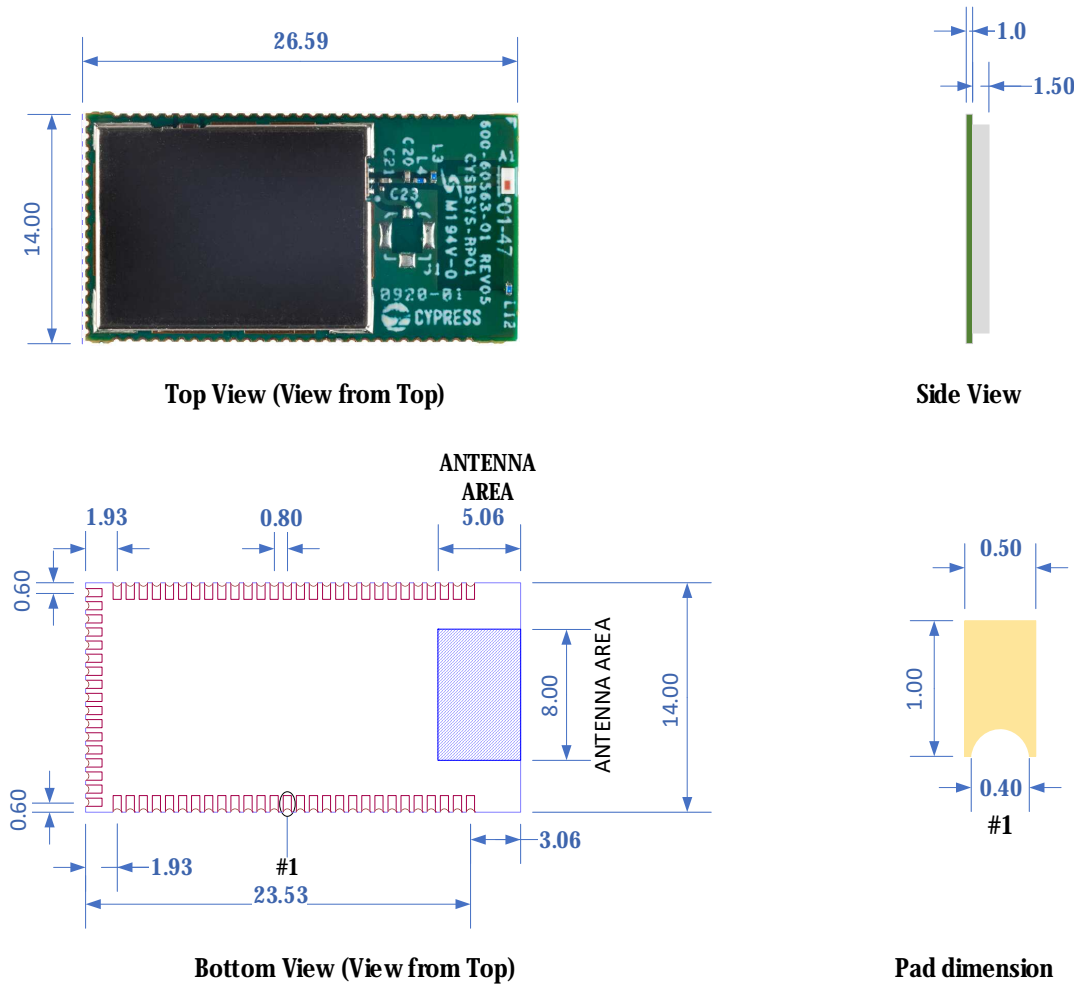 26.59
1.0
1.50
14.00
C21
C20
L4
L3
C23
600-60563-01 REV05
CYSBSYS-RP01
M194V-0
A1
01-47
L12
0920-01
CYPRESS
Top View (View from Top)
Side View
ANTENNA
AREA
1.93
0.80
5.06
0.60
8.00
ANTENNA AREA
14.00
0.60
1.93
#1
3.06
23.53
0.50
1.00
0.40
#1
Bottom View (View from Top)
Pad dimension